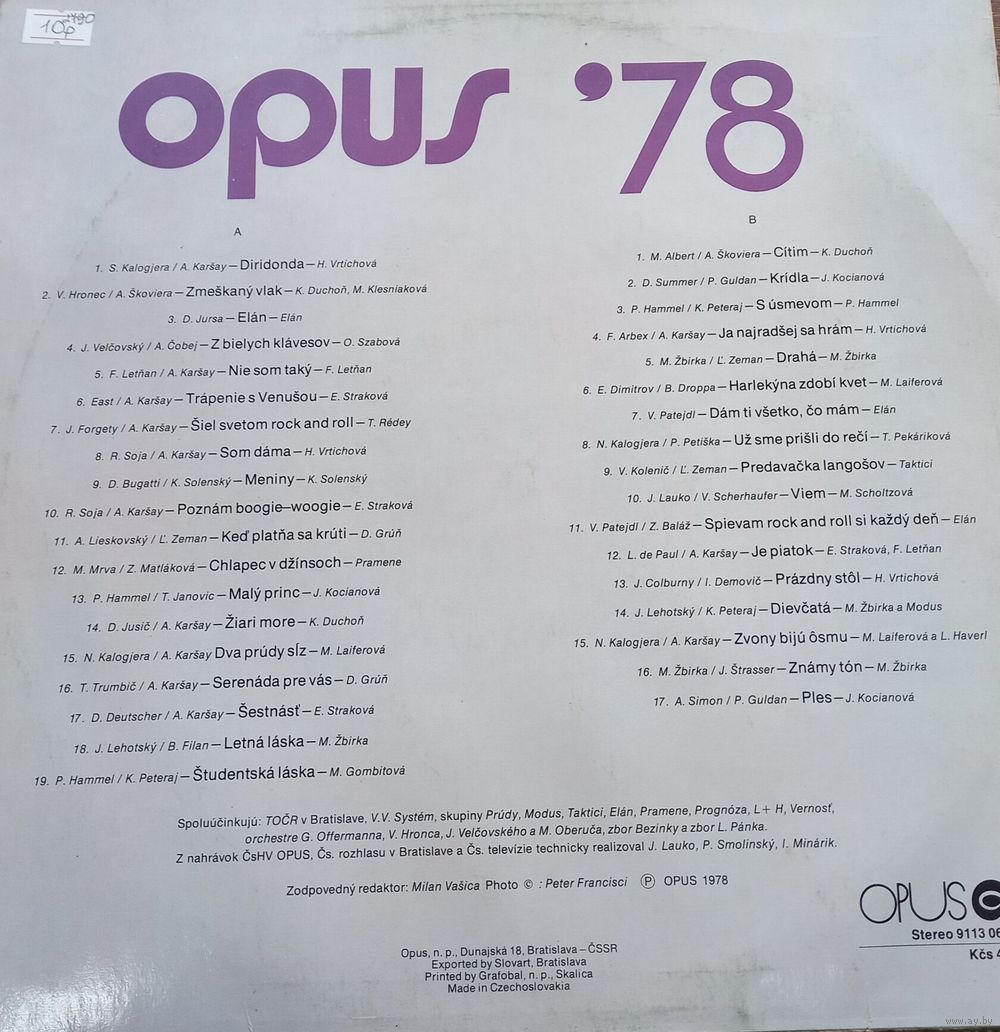 10р
opus '78
A
1. S. Kalogjera / A. Karšay — Diridonda — H. Vrtichová
2. V. Hronec / A. Škoviera — Zmeškaný vlak — K. Duchoň, M. Klesniaková
3. D. Jursa — Elán — Elán
4. J. Velčovský / A. Čobej — Z bielych klávesov — O. Szabová
5. F. Letňan / A. Karšay — Nie som taký — F. Letňan
6. East / A. Karšay — Trápenie s Venušou — E. Straková
7. J. Forgety / A. Karšay — Šiel svetom rock and roll — T. Rédey
8. R. Soja / A. Karšay — Som dáma — H. Vrtichová
9. D. Bugatti / K. Solenský — Meniny — K. Solenský
10. R. Soja / A. Karšay — Poznám boogie–woogie — E. Straková
11. A. Lieskovský / Ľ. Zeman — Keď platňa sa krúti — D. Grúň
12. M. Mrva / Z. Matláková — Chlapec v džínsoch — Pramene
13. P. Hammel / T. Janovic — Malý princ — J. Kocianová
14. D. Jusič / A. Karšay — Žiari more — K. Duchoň
15. N. Kalogjera / A. Karšay Dva prúdy sĺz — M. Laiferová
16. T. Trumbič / A. Karšay — Serenáda pre vás — D. Grúň
17. D. Deutscher / A. Karšay — Šestnásť — E. Straková
18. J. Lehotský / B. Filan — Letná láska — M. Žbirka
19. P. Hammel / K. Peteraj — Študentská láska — M. Gombitová
B
1. M. Albert / A. Škoviera — Cítim — K. Duchoň
2. D. Summer / P. Guldan — Krídla — J. Kocianová
3. P. Hammel / K. Peteraj — S úsmevom — P. Hammel
4. F. Arbex / A. Karšay — Ja najradšej sa hrám — H. Vrtichová
5. M. Žbirka / Ľ. Zeman — Drahá — M. Žbirka
6. E. Dimitrov / B. Droppa — Harlekýna zdobí kvet — M. Laiferová
7. V. Patejdl — Dám ti všetko, čo mám — Elán
8. N. Kalogjera / P. Petiška — Už sme prišli do rečí — T. Pekáriková
9. V. Kolenič / Ľ. Zeman — Predavačka langošov — Taktici
10. J. Lauko / V. Scherhaufer — Viem — M. Scholtzová
11. V. Patejdl / Z. Baláž — Spievam rock and roll si každý deň — Elán
12. L. de Paul / A. Karšay — Je piatok — E. Straková, F. Letňan
13. J. Colburny / I. Demovič — Prázdny stôl — H. Vrtichová
14. J. Lehotský / K. Peteraj — Dievčatá — M. Žbirka a Modus
15. N. Kalogjera / A. Karšay — Zvony bijú ôsmu — M. Laiferová a L. Haverl
16. M. Žbirka / J. Štrasser — Známy tón — M. Žbirka
17. A. Simon / P. Guldan — Ples — J. Kocianová
Spoluúčinkujú: TOČR v Bratislave, V.V. Systém, skupiny Prúdy, Modus, Taktici, Elán, Pramene, Prognóza, L + H, Vernosť,
orchestre G. Offermanna, V. Hronca, J. Velčovského a M. Oberuča, zbor Bezinky a zbor L. Pánka.
Z nahrávok ČsHV OPUS, Čs. rozhlasu v Bratislave a Čs. televízie technicky realizoval J. Lauko, P. Smolinský, I. Minárik.
Zodpovedný redaktor: Milan Vašica Photo © : Peter Francisci Ⓟ OPUS 1978
OPUS
Stereo 9113 06
Kčs 4
Opus, n. p., Dunajská 18, Bratislava — ČSSR
Exported by Slovart, Bratislava
Printed by Grafobal, n. p., Skalica
Made in Czechoslovakia
www.ay.by